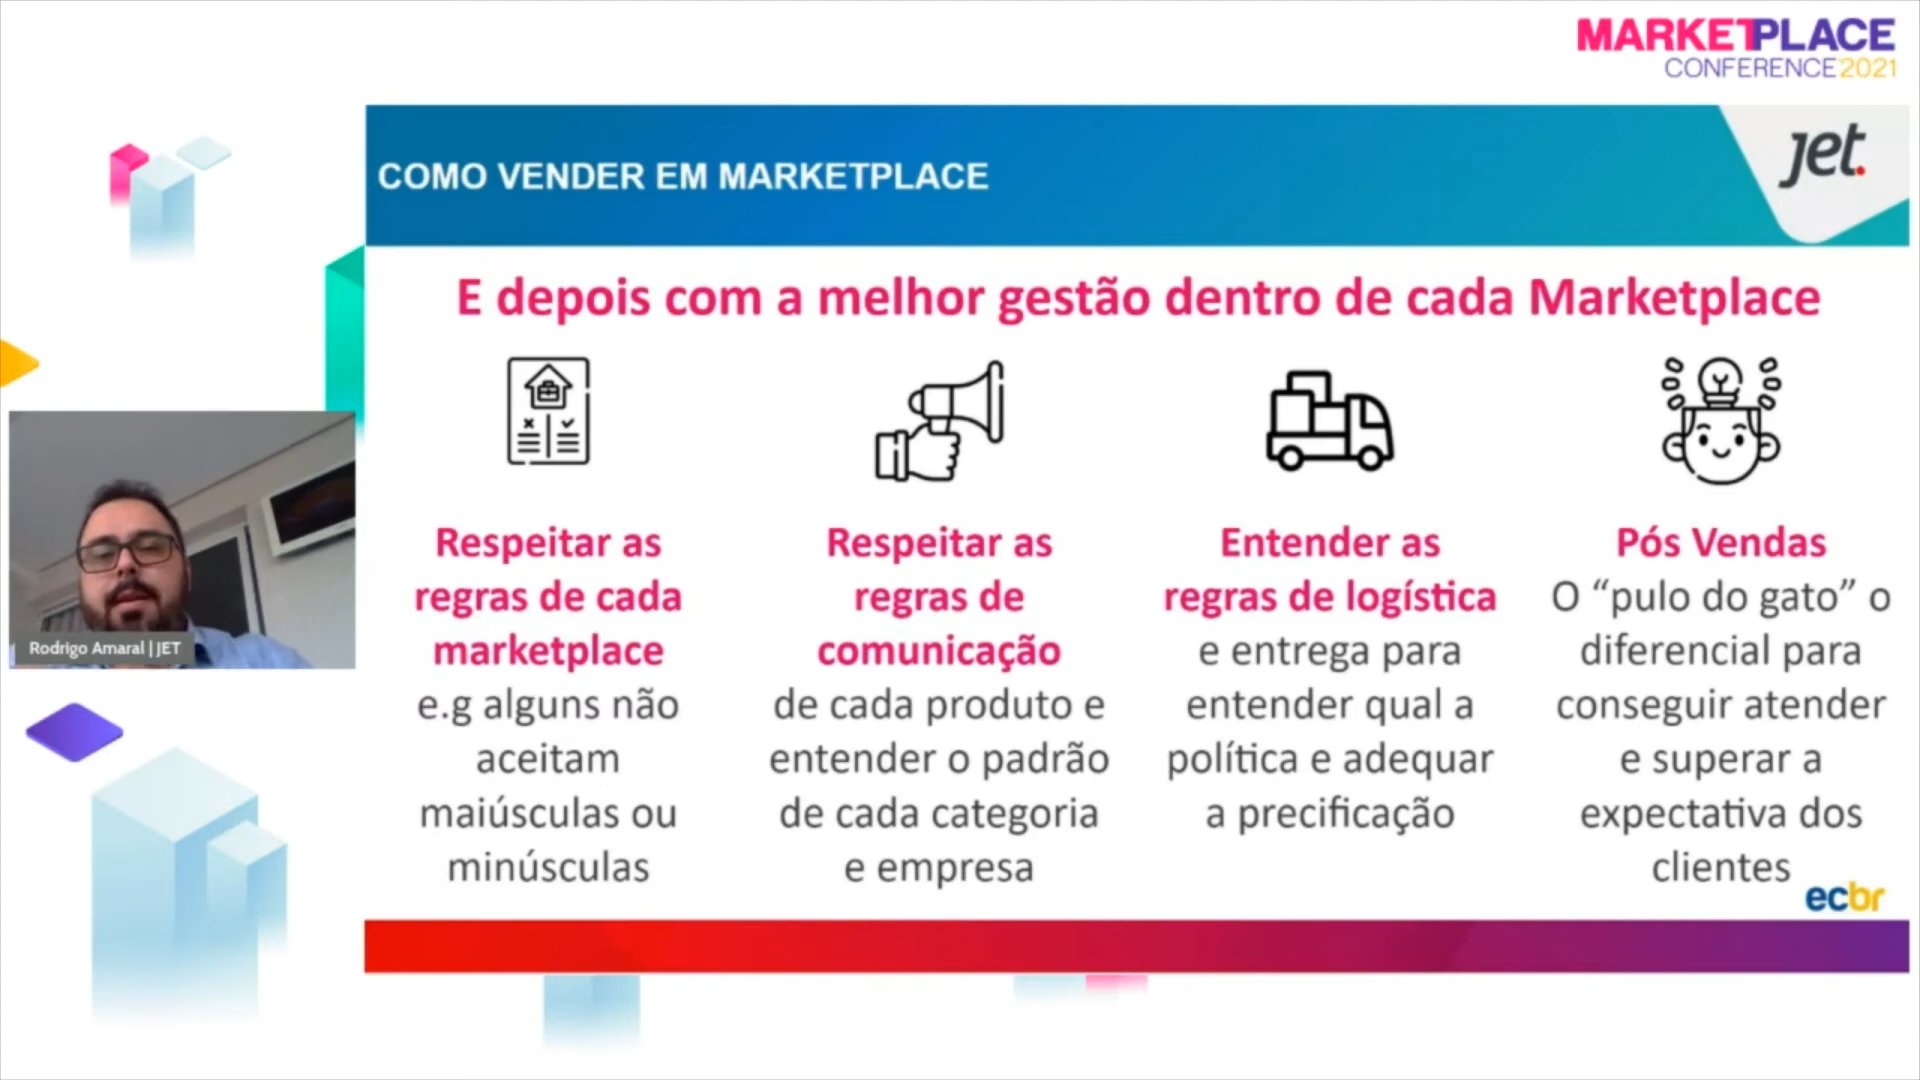 MARKETPLACE
CONFERENCE 2021
COMO VENDER EM MARKETPLACE
jet.
E depois com a melhor gestão dentro de cada Marketplace
Respeitar as
regras de cada
marketplace
e.g alguns não
aceitam
maiúsculas ou
minúsculas
Respeitar as
regras de
comunicação
de cada produto e
entender o padrão
de cada categoria
e empresa
Entender as
regras de logística
e entrega para
entender qual a
política e adequar
a precificação
Pós Vendas
O “pulo do gato” o
diferencial para
conseguir atender
e superar a
expectativa dos
clientes
Rodrigo Amaral | JET
ecbr